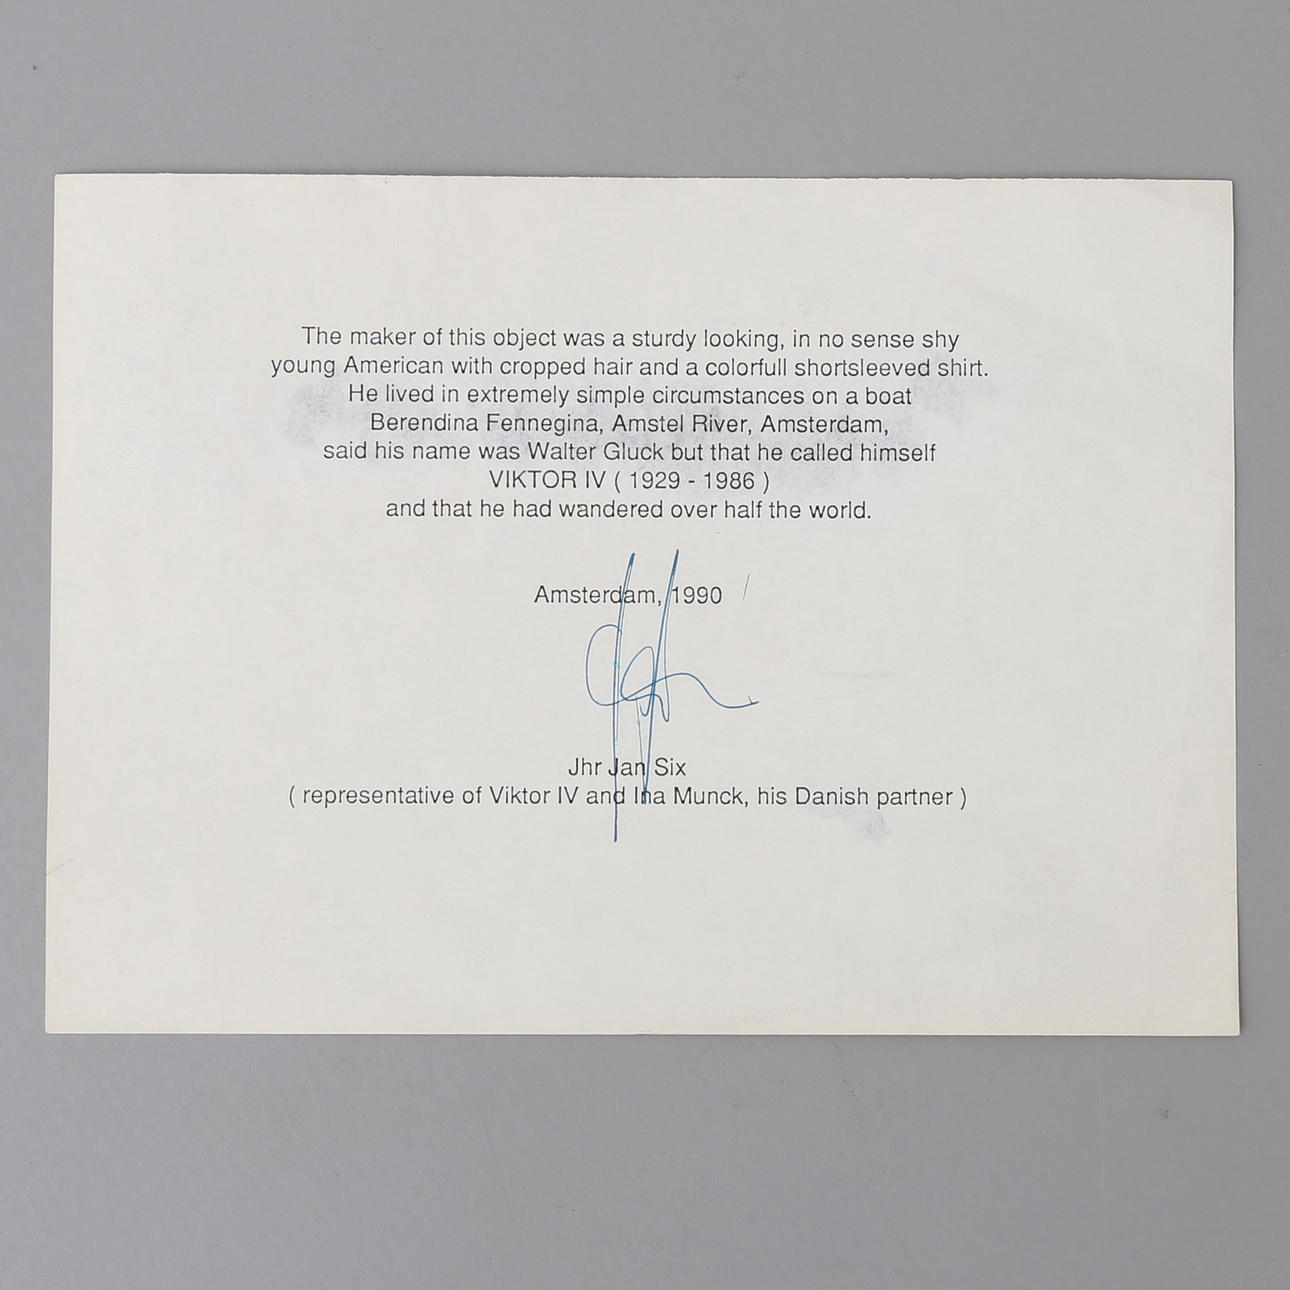 The maker of this object was a sturdy looking, in no sense shy
young American with cropped hair and a colorfull shortsleeved shirt.
He lived in extremely simple circumstances on a boat
Berendina Fennegina, Amstel River, Amsterdam,
said his name was Walter Gluck but that he called himself
VIKTOR IV ( 1929 - 1986 )
and that he had wandered over half the world.
Amsterdam, 1990
Jhr Jan Six
( representative of Viktor IV and Ina Munck, his Danish partner )